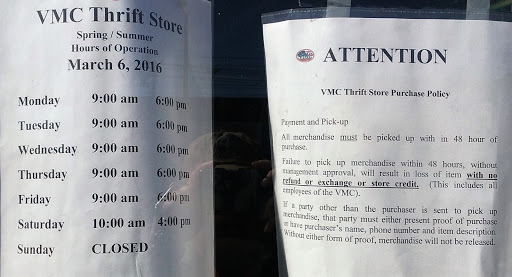 VMC Thrift Store
Spring / Summer
Hours of Operation
March 6, 2016
Monday 9:00 am 6:00 pm
Tuesday 9:00 am 6:00 pm
Wednesday 9:00 am 6:00 pm
Thursday 9:00 am 6:00 pm
Friday 9:00 am 6:00 pm
Saturday 10:00 am 4:00 pm
Sunday CLOSED
ATTENTION
VMC Thrift Store Purchase Policy
Payment and Pick-up
All merchandise must be picked up with in 48 hour of
purchase.
Failure to pick up merchandise within 48 hours, without
management approval, will result in loss of item with no
refund or exchange or store credit. (This includes all
employees of the VMC).
If a party other than the purchaser is sent to pick up
merchandise, that party must either present proof of purchase
or have purchaser's name, phone number and item description.
Without either form of proof, merchandise will not be released.